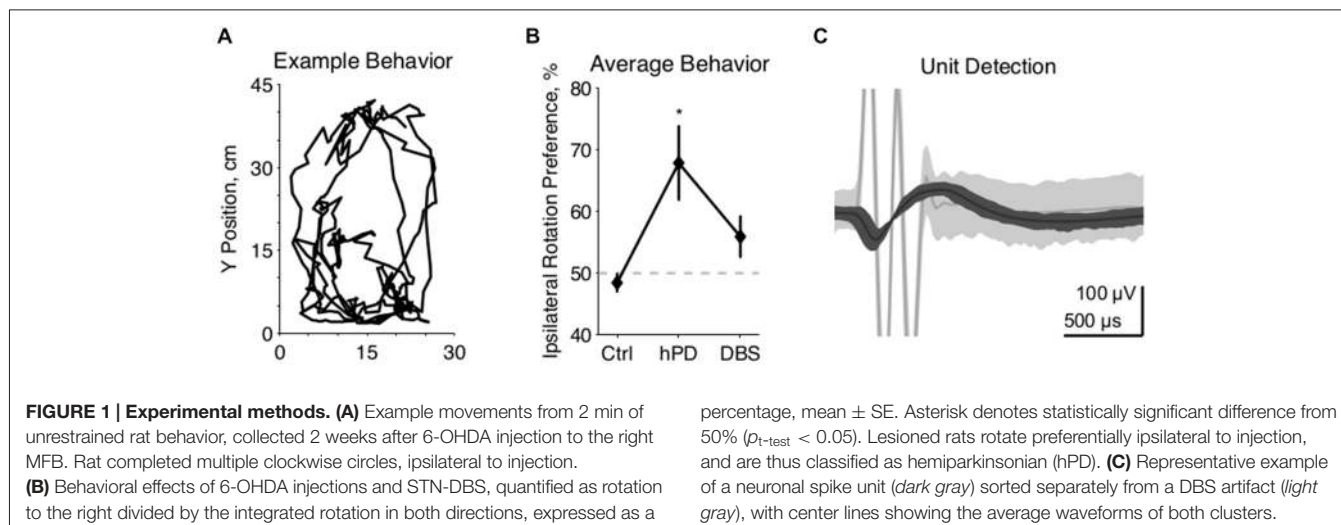 A
Example Behavior
Y Position, cm
45
30
15
0
0 15 30
B
Average Behavior
Ipsilateral Rotation Preference, %
80
70
60
50
40
*
Ctrl hPD DBS
C
Unit Detection
100 µV
500 µs
FIGURE 1 | Experimental methods. (A) Example movements from 2 min of
unrestrained rat behavior, collected 2 weeks after 6-OHDA injection to the right
MFB. Rat completed multiple clockwise circles, ipsilateral to injection.
(B) Behavioral effects of 6-OHDA injections and STN-DBS, quantified as rotation
to the right divided by the integrated rotation in both directions, expressed as a
percentage, mean ± SE. Asterisk denotes statistically significant difference from
50% (pt-test < 0.05). Lesioned rats rotate preferentially ipsilateral to injection,
and are thus classified as hemiparkinsonian (hPD). (C) Representative example
of a neuronal spike unit (dark gray) sorted separately from a DBS artifact (light
gray), with center lines showing the average waveforms of both clusters.